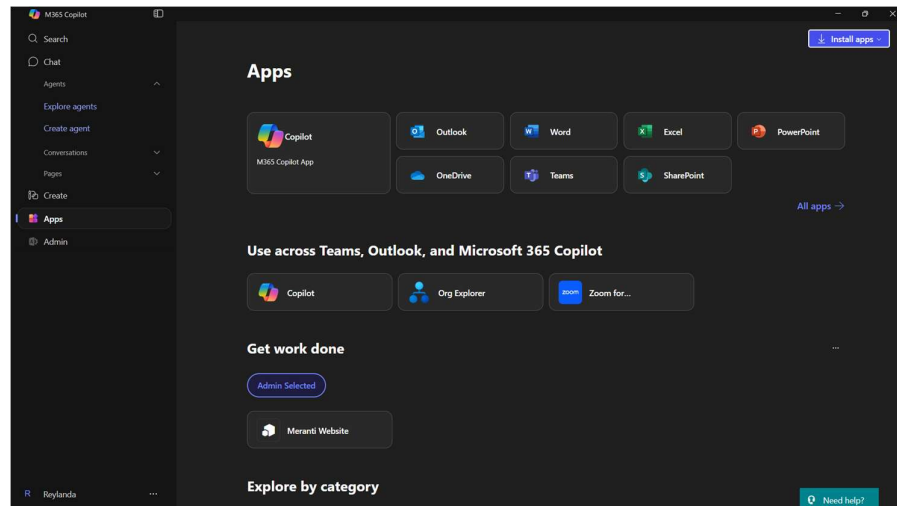 M365 Copilot
Search
Chat
Agents
Explore agents
Create agent
Conversations
Pages
Create
Apps
Admin
R Reylanda
Install apps
Apps
Copilot
M365 Copilot App
Outlook
Word
Excel
PowerPoint
OneDrive
Teams
SharePoint
All apps →
Use across Teams, Outlook, and Microsoft 365 Copilot
Copilot
Org Explorer
zoom Zoom for...
Get work done
...
Admin Selected
Meranti Website
Explore by category
Need help?